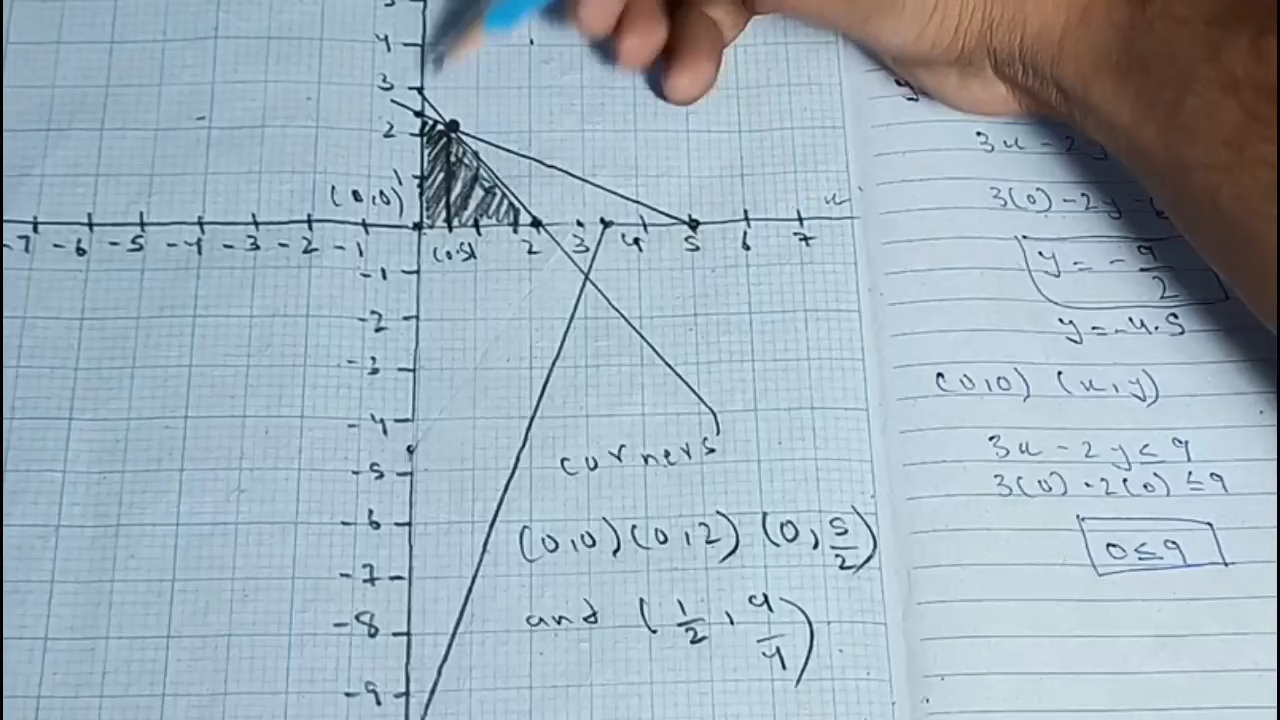 4
3
2
1
(0,0)
x
-7 -6 -5 -4 -3 -2 -1 (0.5) 2 3 4 5 6 7
-1
-2
-3
-4
-5
-6
-7
-8
-9
corners
(0,0) (0,2) (0, 5/2)
and (1/2, 9/4)
3x - 2y
3(0) - 2y
y = -9/2
y = -4.5
(0,0) (x,y)
3x - 2y ≤ 9
3(0) - 2(0) ≤ 9
0 ≤ 9